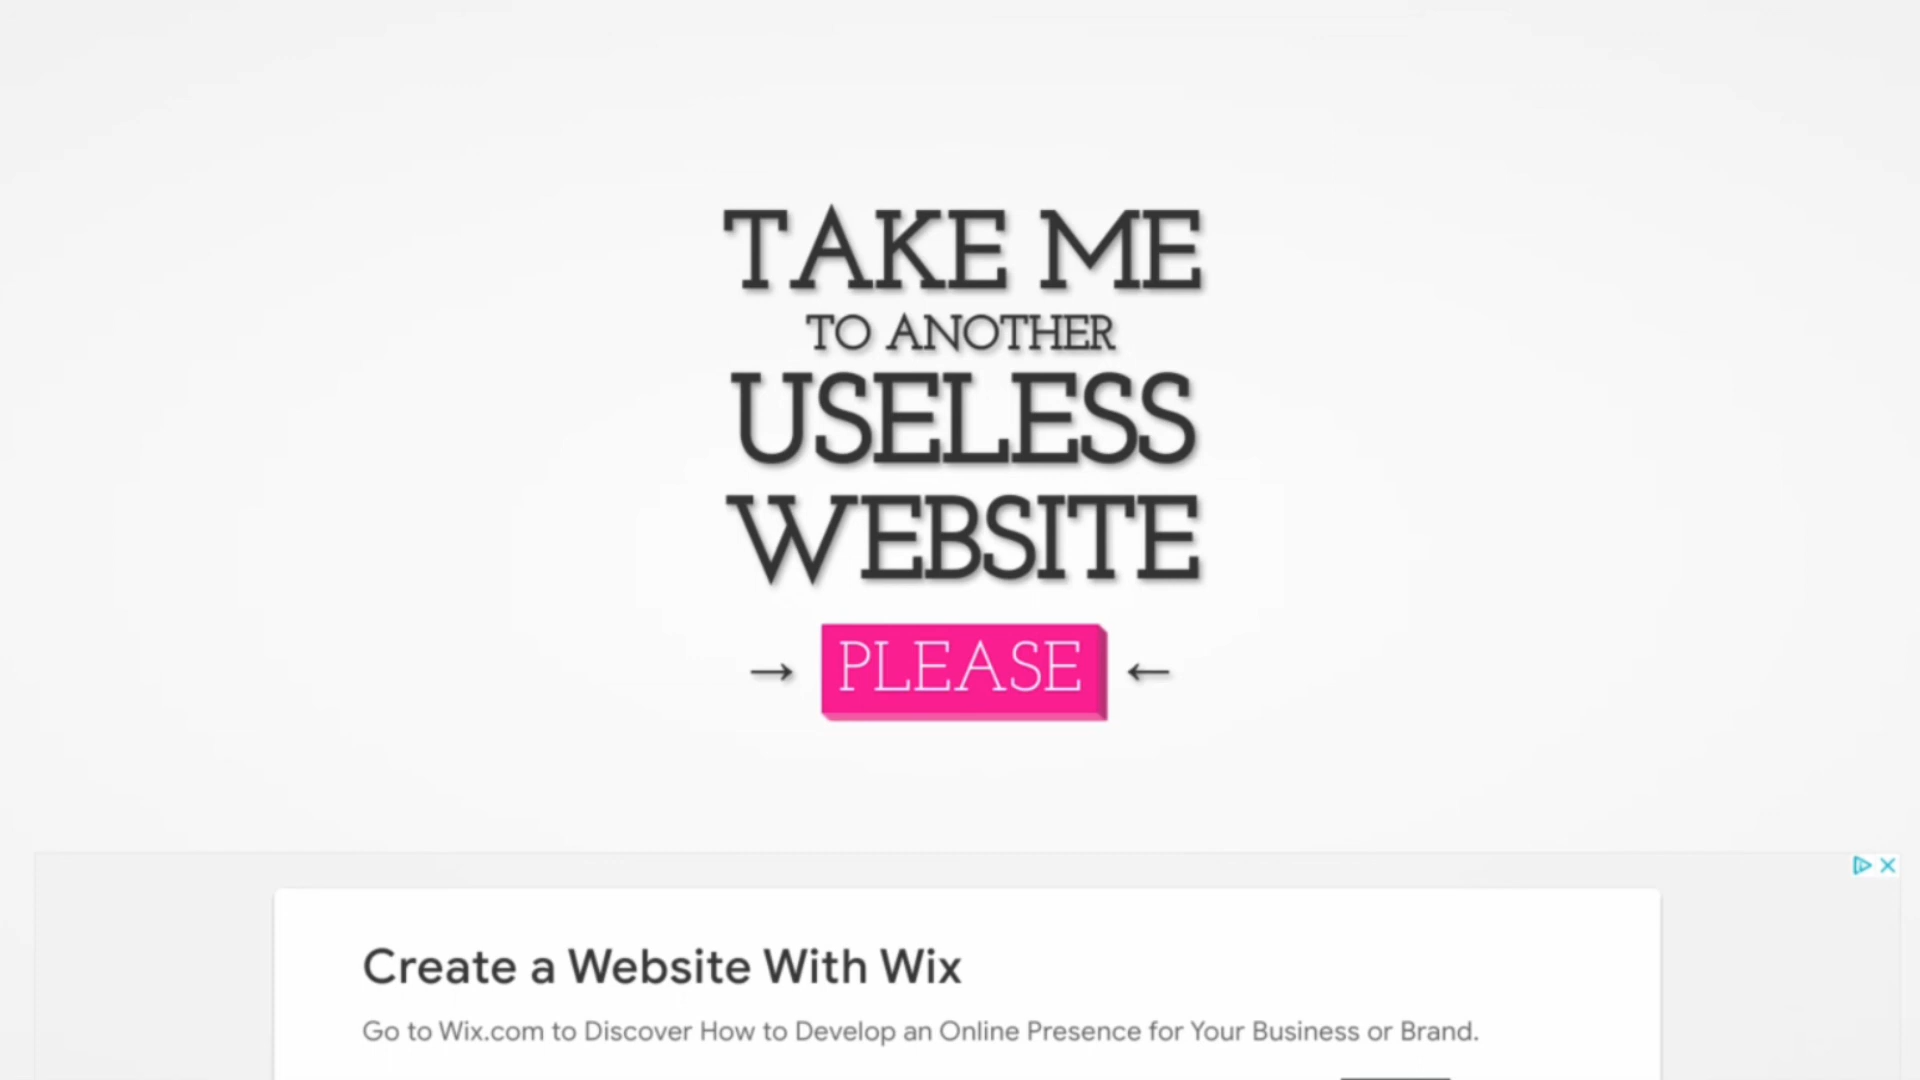 TAKE ME
TO ANOTHER
USELESS
WEBSITE
→ PLEASE ←
Create a Website With Wix
Go to Wix.com to Discover How to Develop an Online Presence for Your Business or Brand.